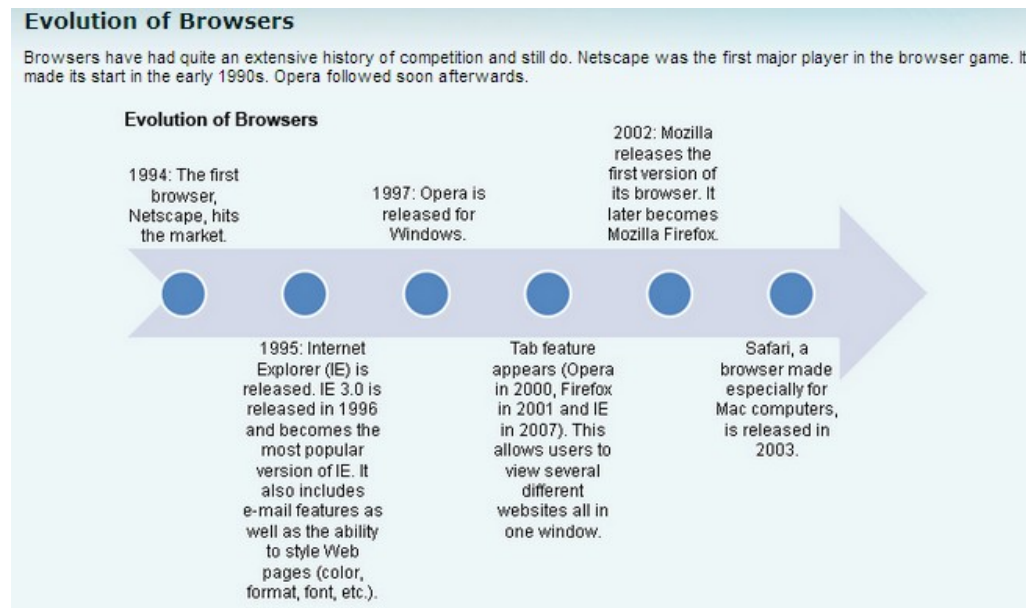 Evolution of Browsers
Browsers have had quite an extensive history of competition and still do. Netscape was the first major player in the browser game. It
made its start in the early 1990s. Opera followed soon afterwards.
Evolution of Browsers
1994: The first
browser,
Netscape, hits
the market.
1995: Internet
Explorer (IE) is
released. IE 3.0 is
released in 1996
and becomes the
most popular
version of IE. It
also includes
e-mail features as
well as the ability
to style Web
pages (color,
format, font, etc.).
1997: Opera is
released for
Windows.
Tab feature
appears (Opera
in 2000, Firefox
in 2001 and IE
in 2007). This
allows users to
view several
different
websites all in
one window.
2002: Mozilla
releases the
first version of
its browser. It
later becomes
Mozilla Firefox.
Safari, a
browser made
especially for
Mac computers,
is released in
2003.